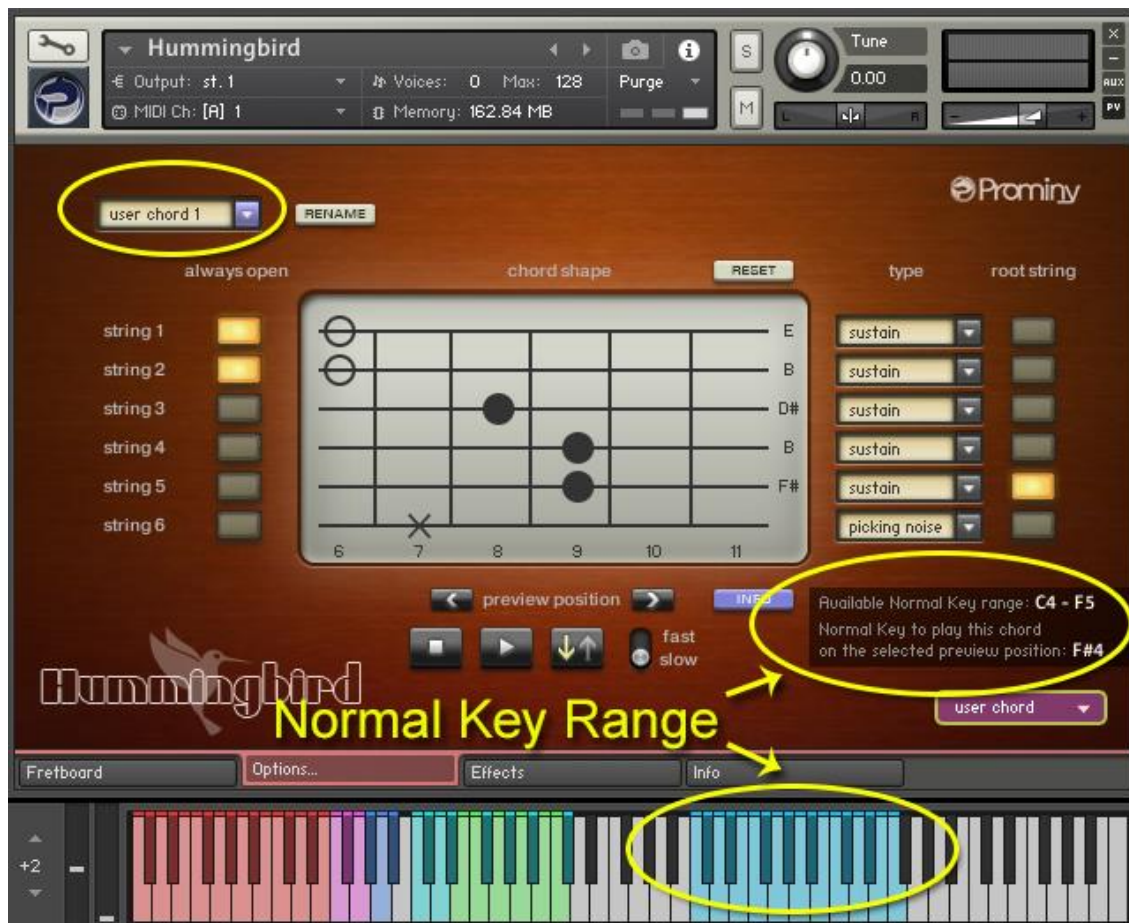 Hummingbird
Output: st.1
Voices: 0 Max: 128
Purge
MIDI Ch: [A] 1
Memory: 162.84 MB
S
M
Tune
0.00
L R
- +
×
-
AUX
PV
Prominy
user chord 1
RENAME
always open
chord shape
RESET
type
root string
string 1
E
sustain
string 2
B
sustain
string 3
D#
sustain
string 4
B
sustain
string 5
F#
sustain
string 6
picking noise
6 7 8 9 10 11
< preview position >
INFO
Available Normal Key range: C4 - F5
Normal Key to play this chord
on the selected preview position: F#4
fast
slow
Hummingbird
Normal Key Range
user chord
Fretboard
Options...
Effects
Info
+2